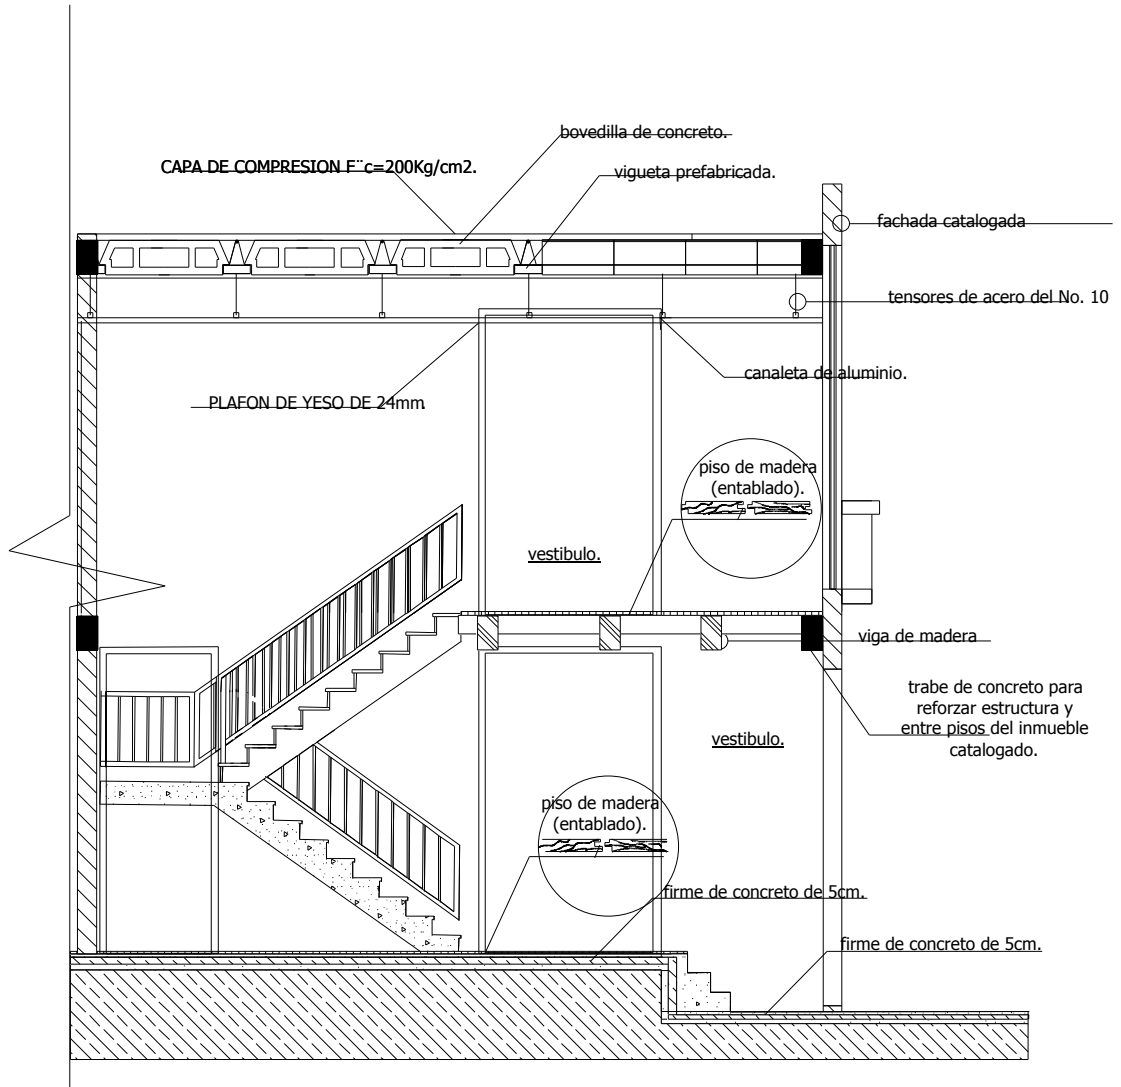 bovedilla de concreto.
CAPA DE COMPRESION F¨c=200Kg/cm2.
vigueta prefabricada.
fachada catalogada
tensores de acero del No. 10
canaleta de aluminio.
PLAFON DE YESO DE 24mm.
piso de madera
(entablado).
vestibulo.
viga de madera
trabe de concreto para
reforzar estructura y
entre pisos del inmueble
catalogado.
vestibulo.
piso de madera
(entablado).
firme de concreto de 5cm.
firme de concreto de 5cm.